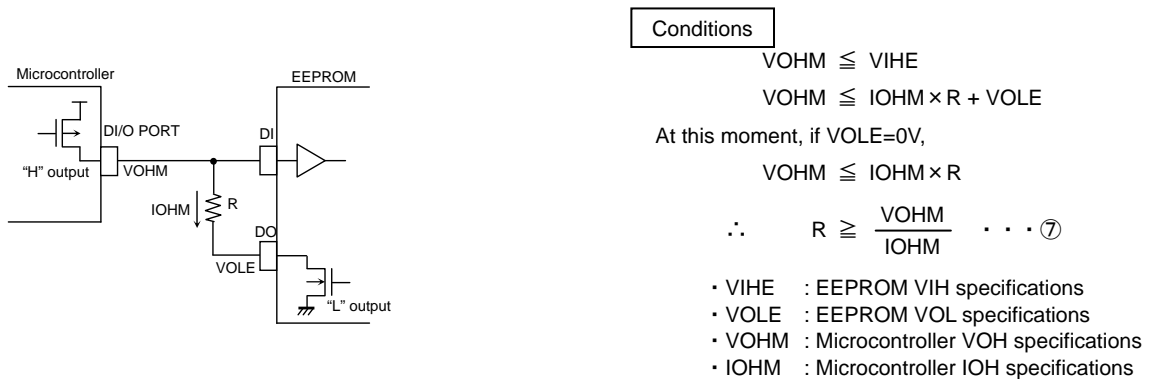 Microcontroller
EEPROM
DI/O PORT
DI
"H" output
VOHM
IOHM
R
DO
VOLE
"L" output
Conditions
VOHM ≦ VIHE
VOHM ≦ IOHM×R + VOLE
At this moment, if VOLE=0V,
VOHM ≦ IOHM×R
∴ R ≧ VOHM / IOHM ・・・⑦
・VIHE : EEPROM VIH specifications
・VOLE : EEPROM VOL specifications
・VOHM : Microcontroller VOH specifications
・IOHM : Microcontroller IOH specifications